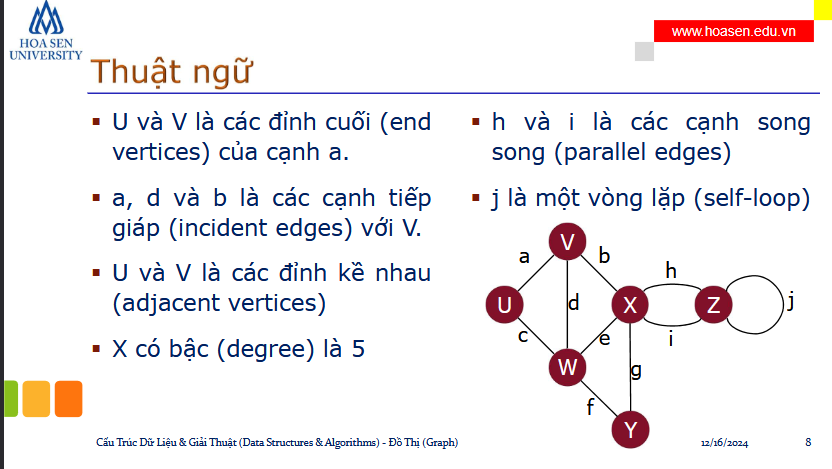 HOA SEN
UNIVERSITY
www.hoasen.edu.vn
Thuật ngữ
▪ U và V là các đỉnh cuối (end
vertices) của cạnh a.
▪ a, d và b là các cạnh tiếp
giáp (incident edges) với V.
▪ U và V là các đỉnh kề nhau
(adjacent vertices)
▪ X có bậc (degree) là 5
▪ h và i là các cạnh song
song (parallel edges)
▪ j là một vòng lặp (self-loop)
V
a
b
h
U
d
X
Z
j
c
e
i
W
g
f
Y
Cấu Trúc Dữ Liệu & Giải Thuật (Data Structures & Algorithms) - Đồ Thị (Graph)
12/16/2024
8